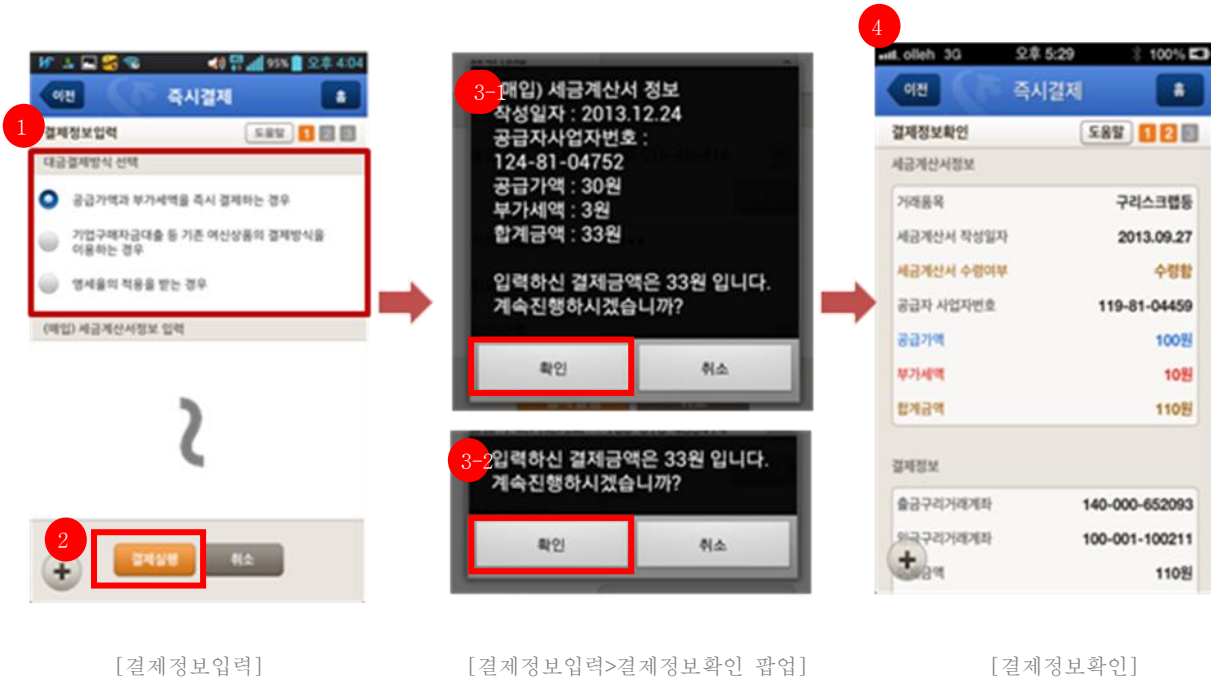 1
95% 오후 4:04
이전
즉시결제
홈
결제정보입력
도움말 1 2 3
대금결제방식 선택
공급가액과 부가세액을 즉시 결제하는 경우
기업구매자금대출 등 기존 여신상품의 결제방식을
이용하는 경우
영세율의 적용을 받는 경우
(매입) 세금계산서정보 입력
2
결제실행
취소
+
3-1
(매입) 세금계산서 정보
작성일자 : 2013.12.24
공급자사업자번호 :
124-81-04752
공급가액 : 30원
부가세액 : 3원
합계금액 : 33원
입력하신 결제금액은 33원 입니다.
계속진행하시겠습니까?
확인
취소
3-2
입력하신 결제금액은 33원 입니다.
계속진행하시겠습니까?
확인
취소
4
olleh 3G 오후 5:29 100%
이전
즉시결제
홈
결제정보확인
도움말 1 2 3
세금계산서정보
거래품목 구리스크랩등
세금계산서 작성일자 2013.09.27
세금계산서 수령여부 수령함
공급자 사업자번호 119-81-04459
공급가액 100원
부가세액 10원
합계금액 110원
결제정보
출금구리거래계좌 140-000-652093
입금구리거래계좌 100-001-100211
+
금액 110원
[결제정보입력]
[결제정보입력>결제정보확인 팝업]
[결제정보확인]